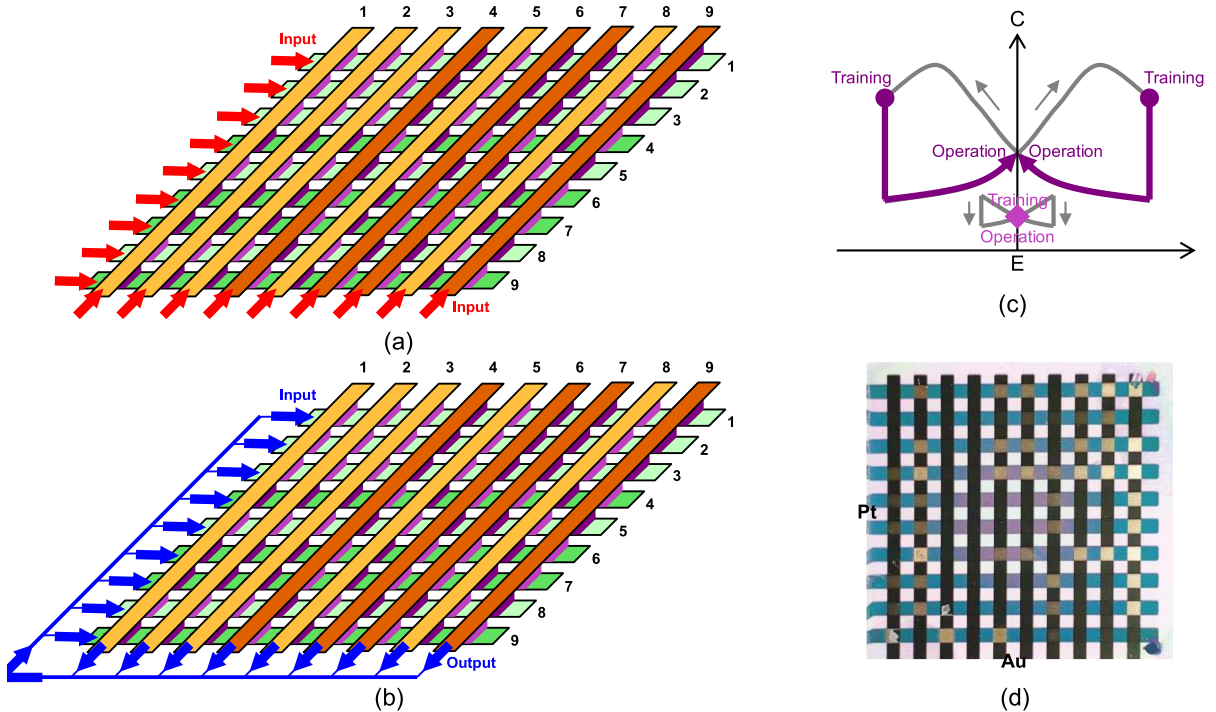 1 2 3 4 5 6 7 8 9
Input
1
2
3
4
5
6
7
8
9
Input
(a)
1 2 3 4 5 6 7 8 9
Input
1
2
3
4
5
6
7
8
9
Output
(b)
C
Training Training
Operation Operation
Training
Operation
E
(c)
Pt
Au
(d)